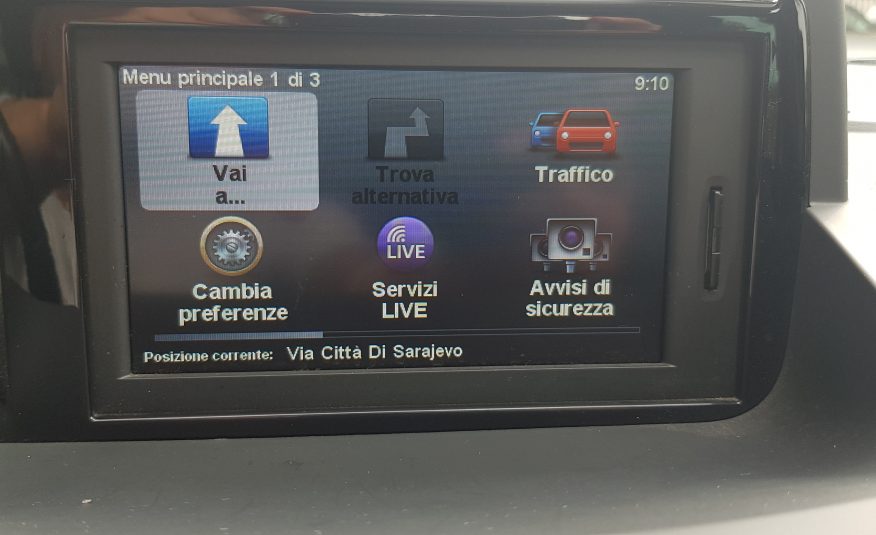 Menu principale 1 di 3
9:10
Vai
a...
Trova
alternativa
Traffico
Cambia
preferenze
LIVE
Servizi
LIVE
Avvisi di
sicurezza
Posizione corrente: Via Città Di Sarajevo